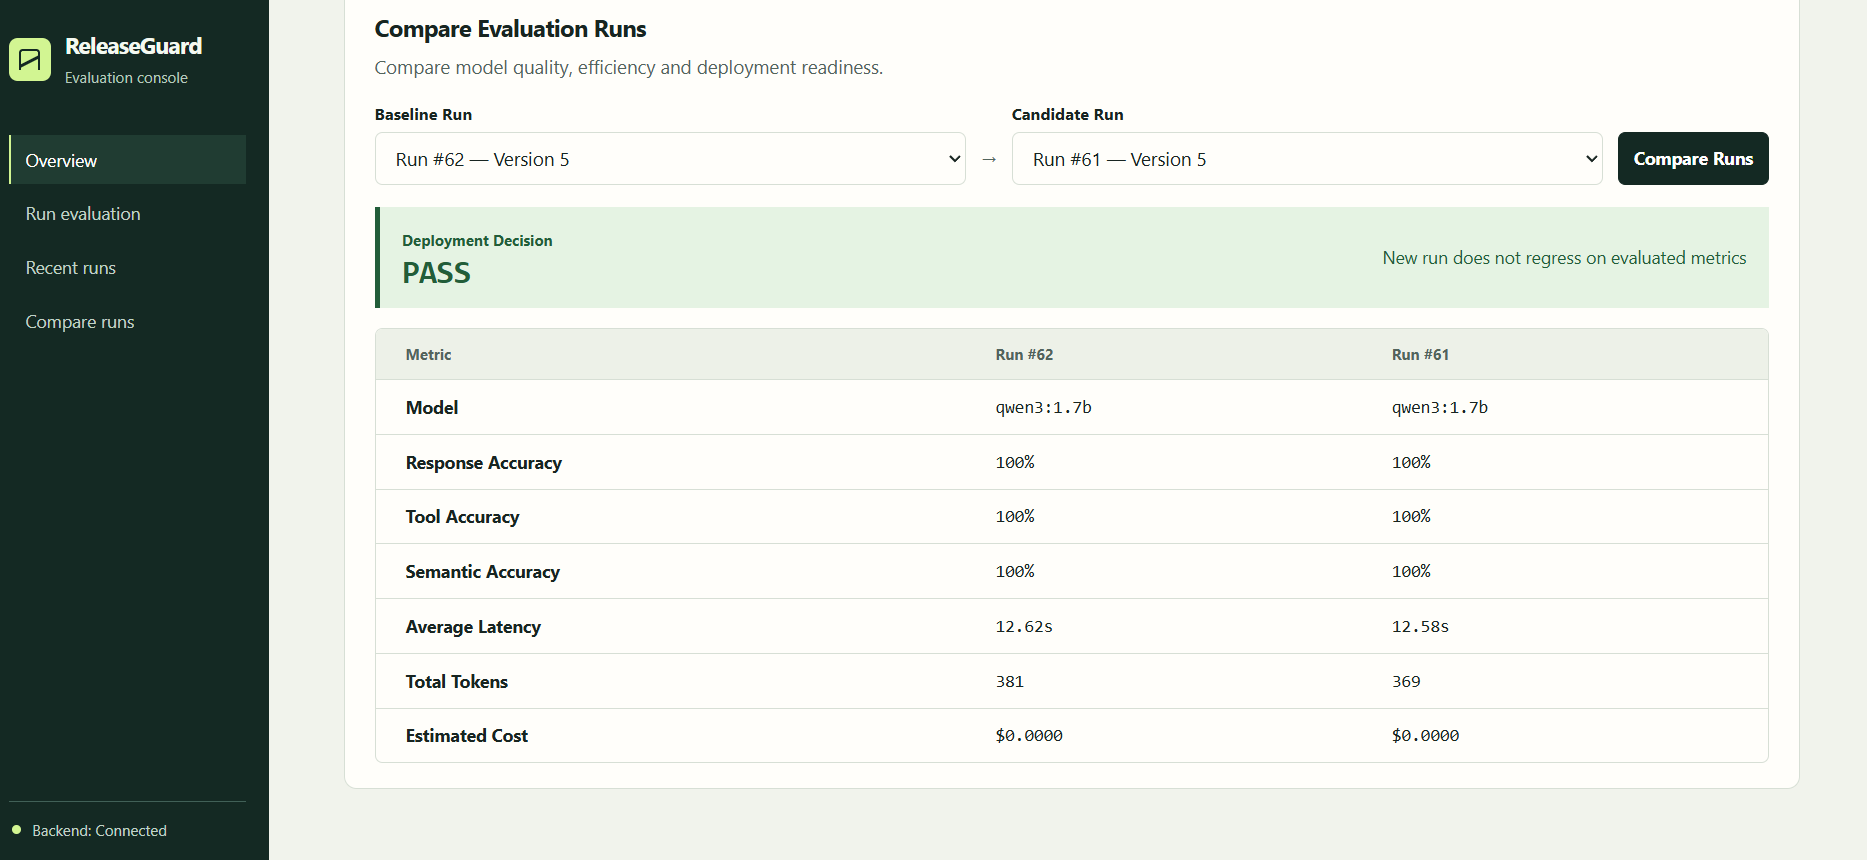 ReleaseGuard
Evaluation console
Overview
Run evaluation
Recent runs
Compare runs
Backend: Connected
Compare Evaluation Runs
Compare model quality, efficiency and deployment readiness.
Baseline Run
Run #62 — Version 5
→
Candidate Run
Run #61 — Version 5
Compare Runs
Deployment Decision
PASS
New run does not regress on evaluated metrics
Metric Run #62 Run #61
Model qwen3:1.7b qwen3:1.7b
Response Accuracy 100% 100%
Tool Accuracy 100% 100%
Semantic Accuracy 100% 100%
Average Latency 12.62s 12.58s
Total Tokens 381 369
Estimated Cost $0.0000 $0.0000